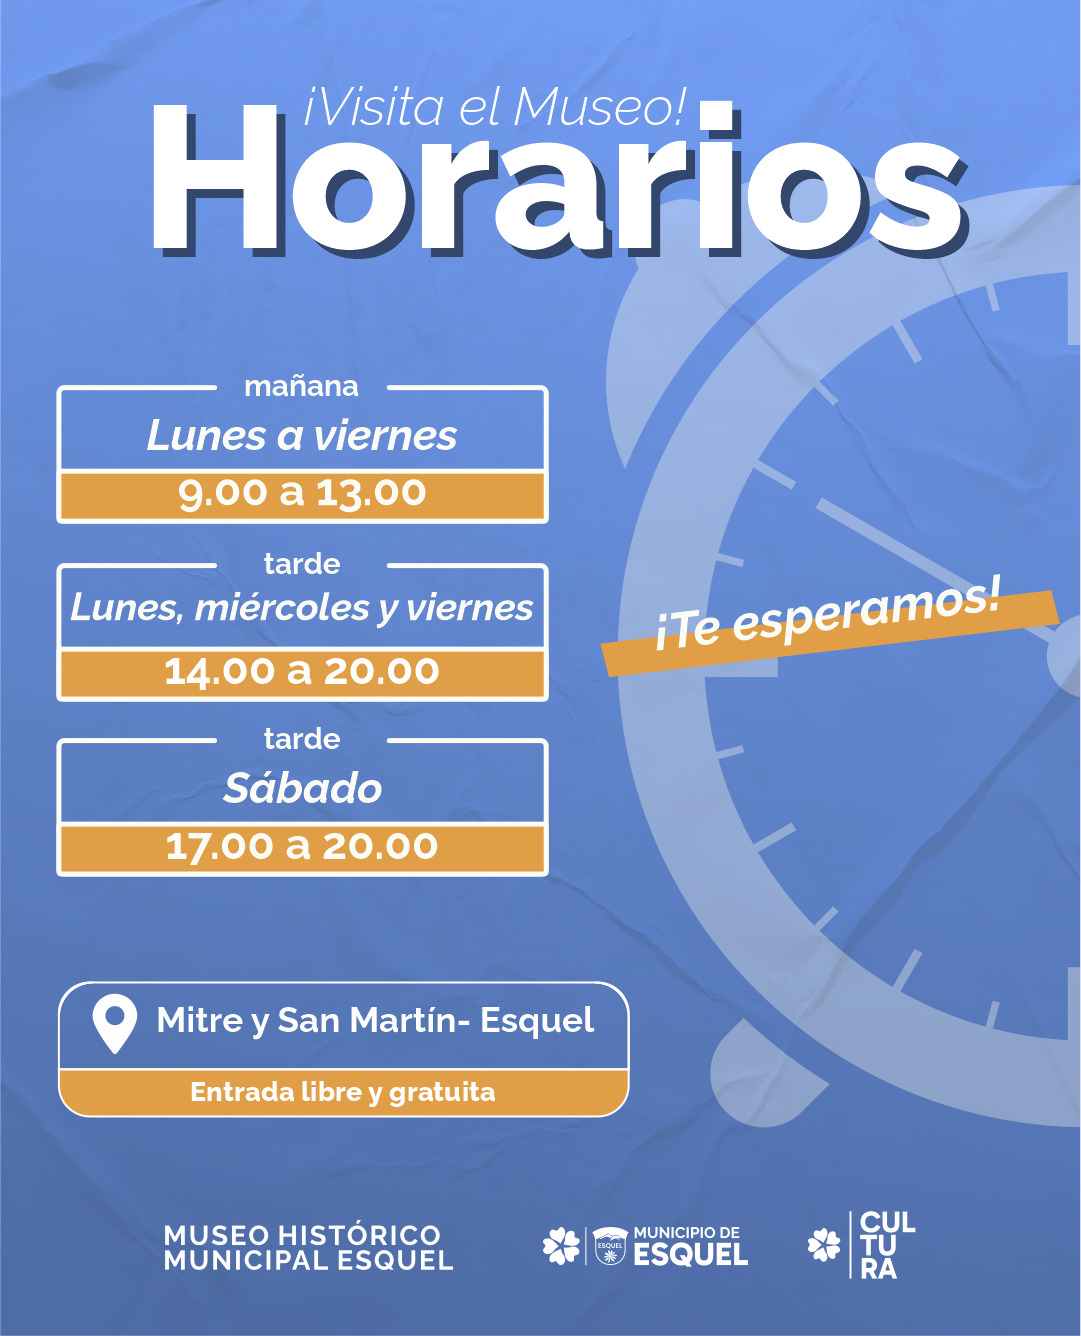 ¡Visita el Museo!
Horarios
mañana
Lunes a viernes
9.00 a 13.00
tarde
Lunes, miércoles y viernes
14.00 a 20.00
tarde
Sábado
17.00 a 20.00
¡Te esperamos!
Mitre y San Martín- Esquel
Entrada libre y gratuita
MUSEO HISTÓRICO
MUNICIPAL ESQUEL
ESQUEL
MUNICIPIO DE
ESQUEL
CUL
TU
RA